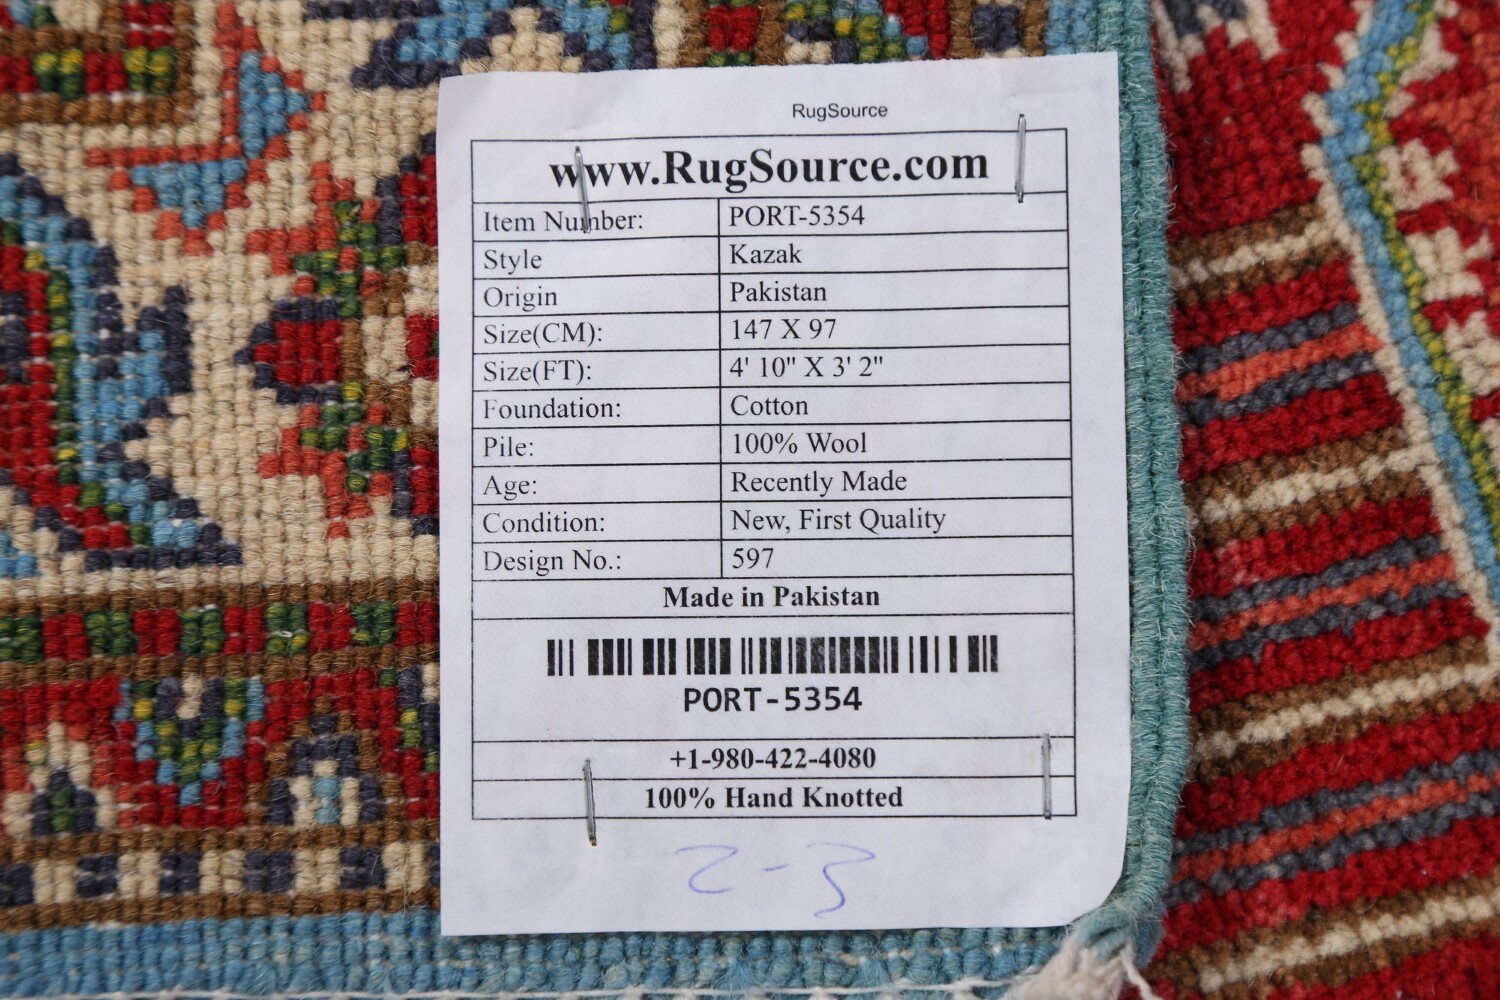 RugSource
www.RugSource.com
Item Number: PORT-5354
Style Kazak
Origin Pakistan
Size(CM): 147 X 97
Size(FT): 4' 10" X 3' 2"
Foundation: Cotton
Pile: 100% Wool
Age: Recently Made
Condition: New, First Quality
Design No.: 597
Made in Pakistan
PORT-5354
+1-980-422-4080
100% Hand Knotted
2-3